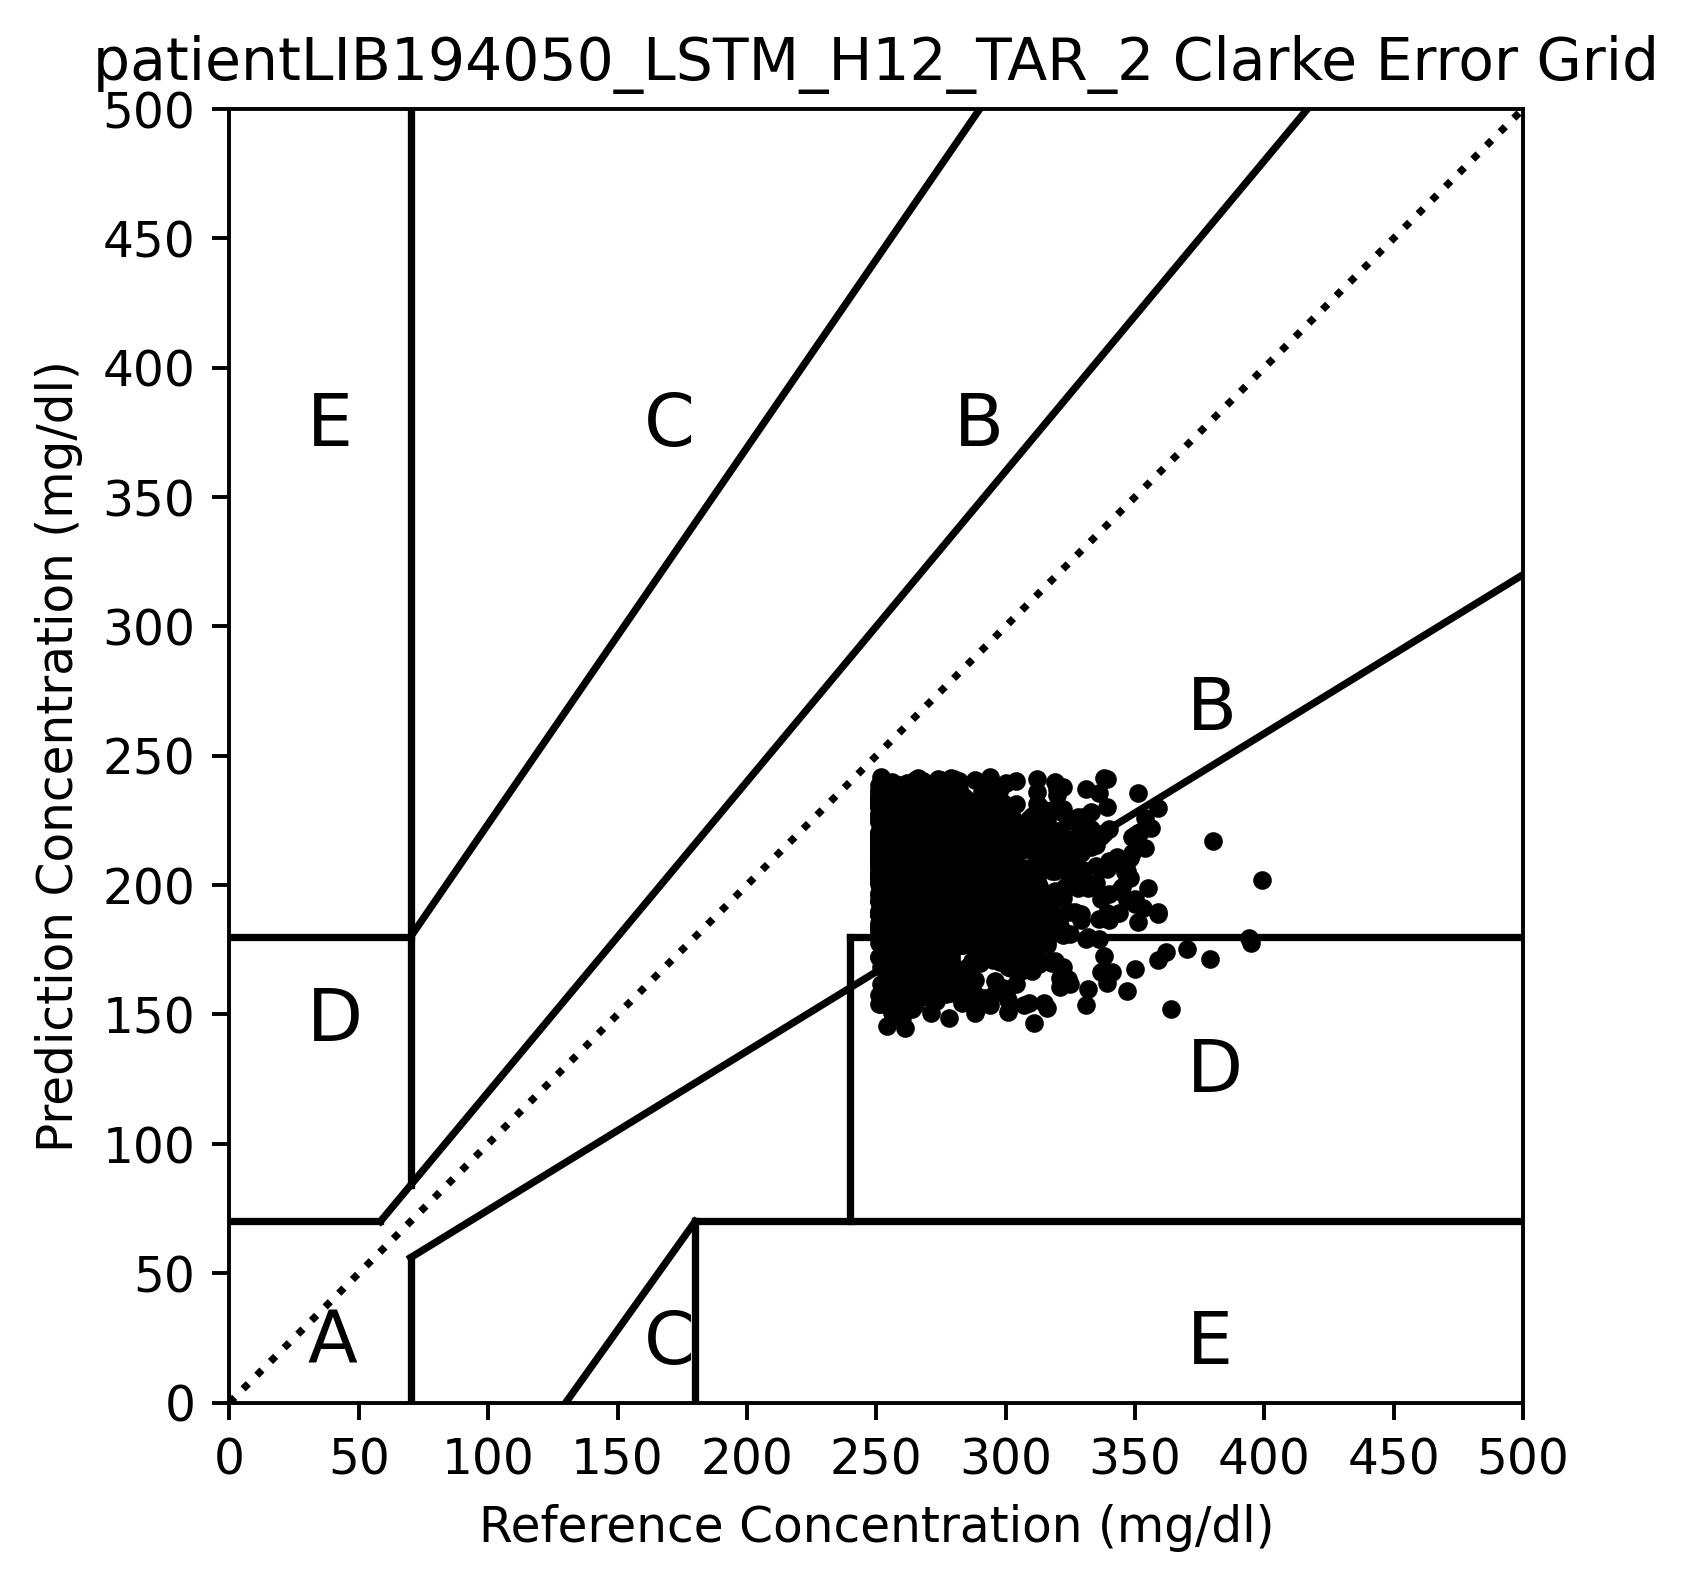 patientLIB194050_LSTM_H12_TAR_2 Clarke Error Grid
500
450
400
350
300
250
200
150
100
50
0
Prediction Concentration (mg/dl)
E
C
B
B
D
D
A
C
E
0 50 100 150 200 250 300 350 400 450 500
Reference Concentration (mg/dl)